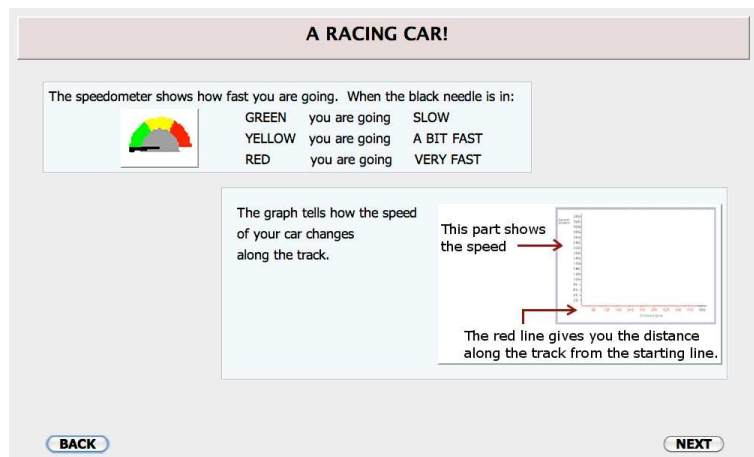 A RACING CAR!
The speedometer shows how fast you are going. When the black needle is in:
GREEN you are going SLOW
YELLOW you are going A BIT FAST
RED you are going VERY FAST
The graph tells how the speed
of your car changes
along the track.
This part shows
the speed
The red line gives you the distance
along the track from the starting line.
BACK
NEXT